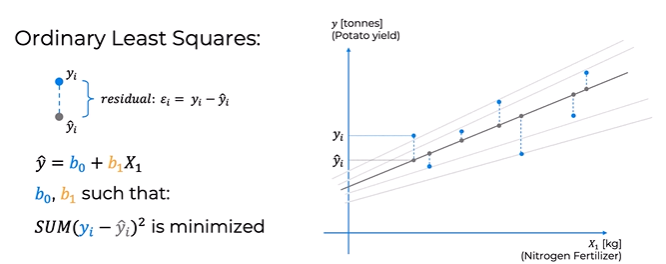 Ordinary Least Squares:
yᵢ
residual: εᵢ = yᵢ − ŷᵢ
ŷᵢ
ŷ = b₀ + b₁X₁
b₀, b₁ such that:
SUM(yᵢ − ŷᵢ)² is minimized
y [tonnes]
(Potato yield)
yᵢ
ŷᵢ
X₁ [kg]
(Nitrogen Fertilizer)